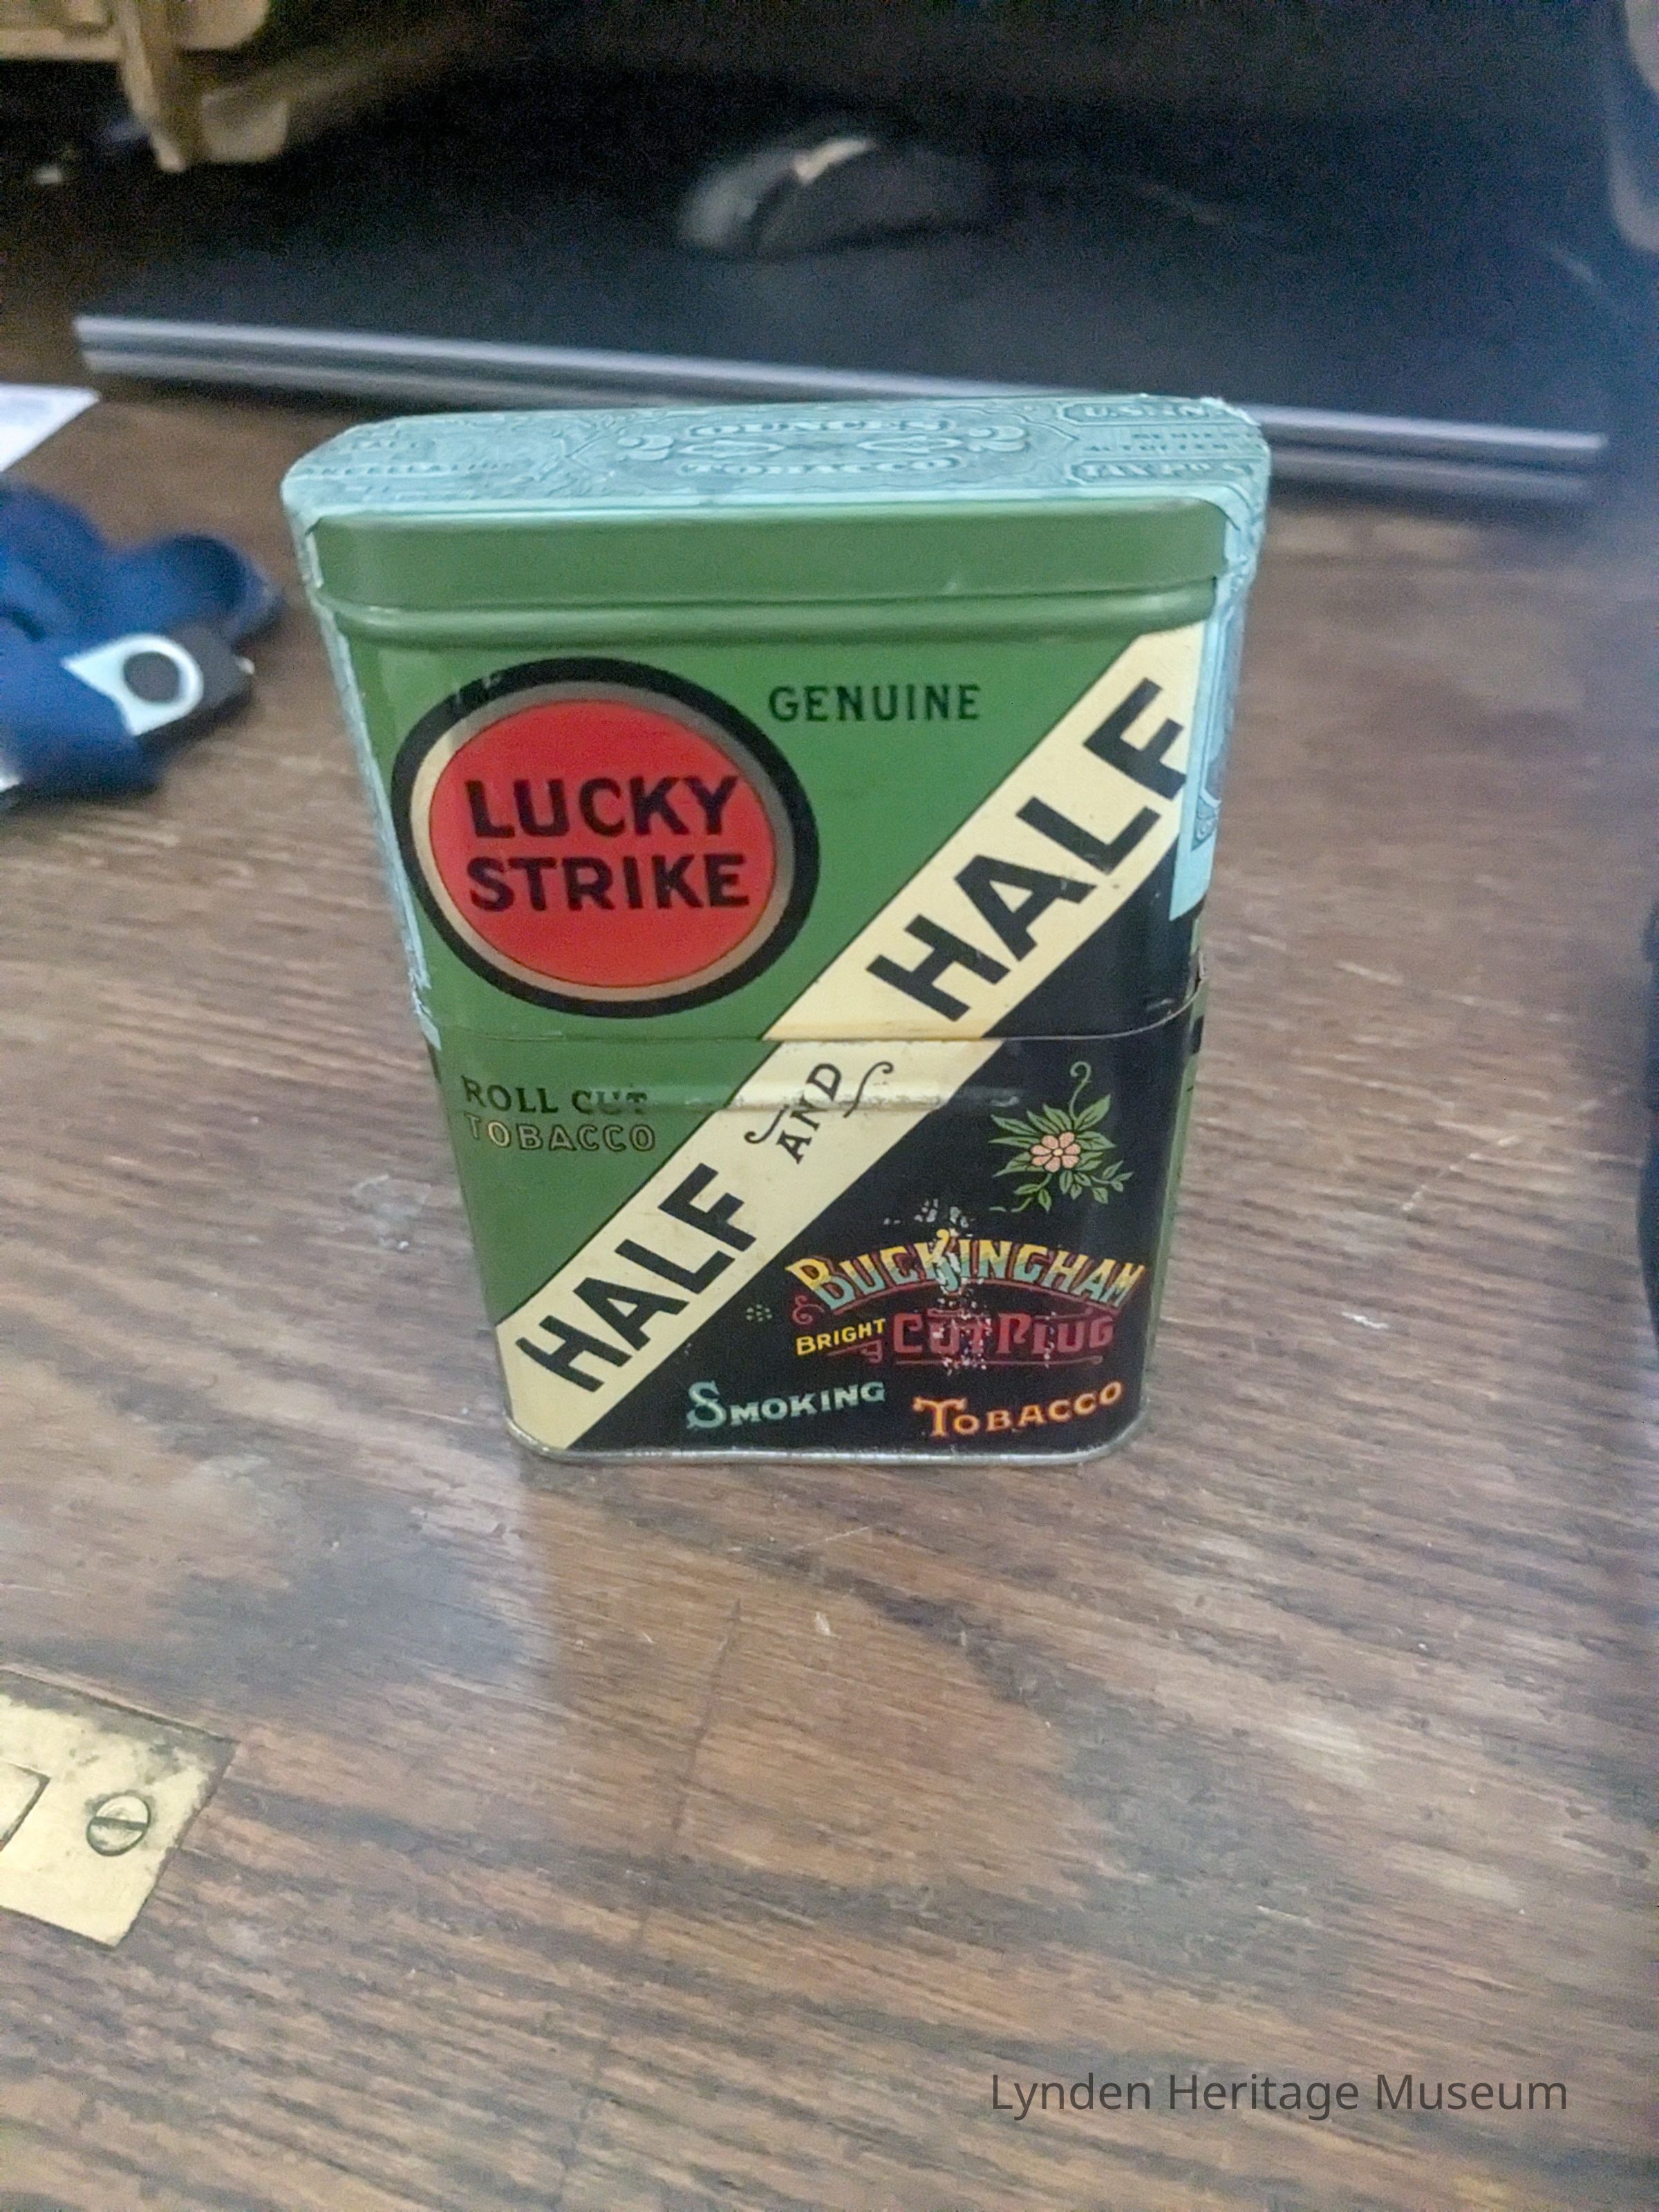 OUNCES
TOBACCO
GENUINE
LUCKY
STRIKE
HALF
AND
HALF
ROLL CUT
TOBACCO
BUCKINGHAM
BRIGHT CUT PLUG
SMOKING TOBACCO
Lynden Heritage Museum